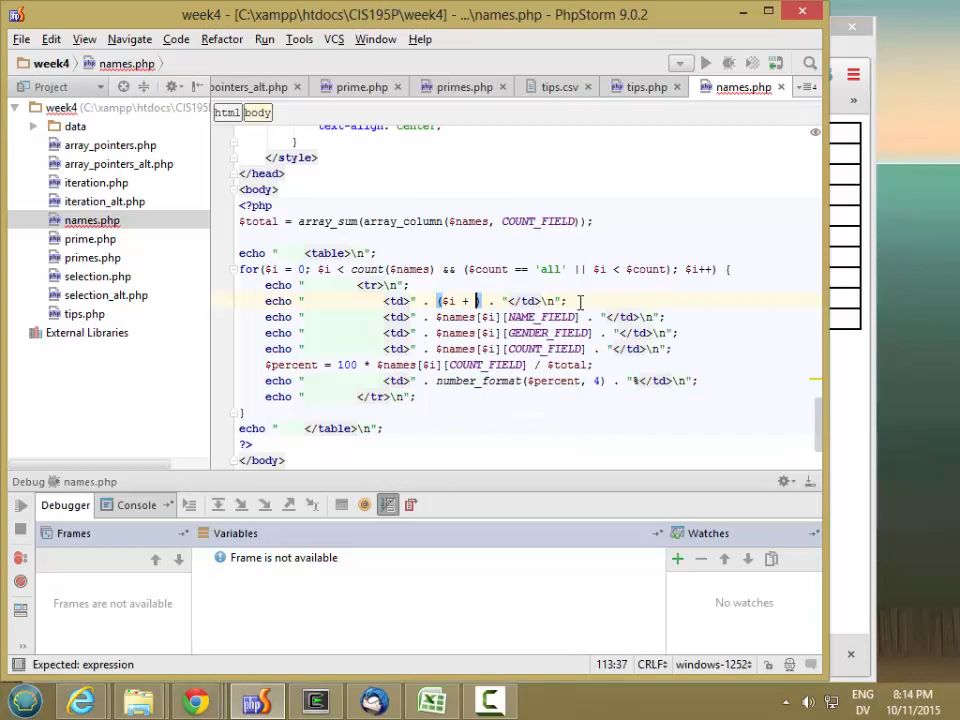 week4 - [C:\xampp\htdocs\CIS195P\week4] - ...\names.php - PhpStorm 9.0.2
File Edit View Navigate Code Refactor Run Tools VCS Window Help
week4 names.php
Project
pointers_alt.php prime.php primes.php tips.csv tips.php names.php
html body
week4 (C:\xampp\htdocs\CIS195P\
data
array_pointers.php
array_pointers_alt.php
iteration.php
iteration_alt.php
names.php
prime.php
primes.php
selection.php
selection_alt.php
tips.php
External Libraries
text-align: center;
}
</style>
</head>
<body>
<?php
$total = array_sum(array_column($names, COUNT_FIELD));
echo "    <table>\n";
for($i = 0; $i < count($names) && ($count == 'all' || $i < $count); $i++) {
echo "        <tr>\n";
echo "            <td>" . ($i + ) . "</td>\n";
echo "            <td>" . $names[$i][NAME_FIELD] . "</td>\n";
echo "            <td>" . $names[$i][GENDER_FIELD] . "</td>\n";
echo "            <td>" . $names[$i][COUNT_FIELD] . "</td>\n";
$percent = 100 * $names[$i][COUNT_FIELD] / $total;
echo "            <td>" . number_format($percent, 4) . "%</td>\n";
echo "        </tr>\n";
}
echo "    </table>\n";
?>
</body>
Debug names.php
Debugger Console
Frames Variables Watches
Frame is not available
Frames are not available
No watches
Expected: expression 113:37 CRLF windows-1252
ENG 8:14 PM
DV 10/11/2015